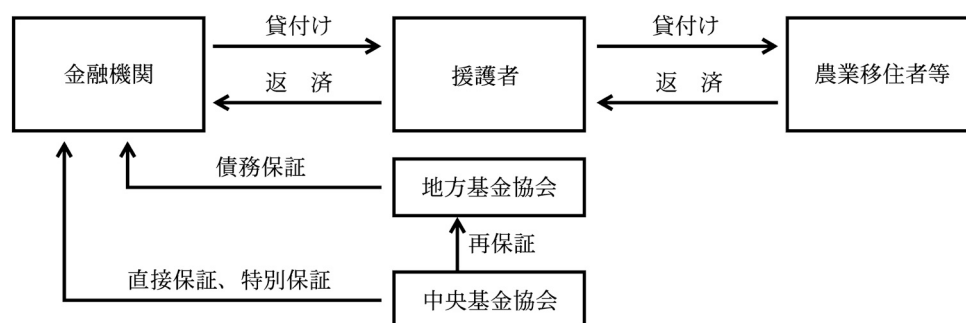 貸付け
貸付け
金融機関
援護者
農業移住者等
返　済
返　済
債務保証
地方基金協会
再保証
直接保証、特別保証
中央基金協会